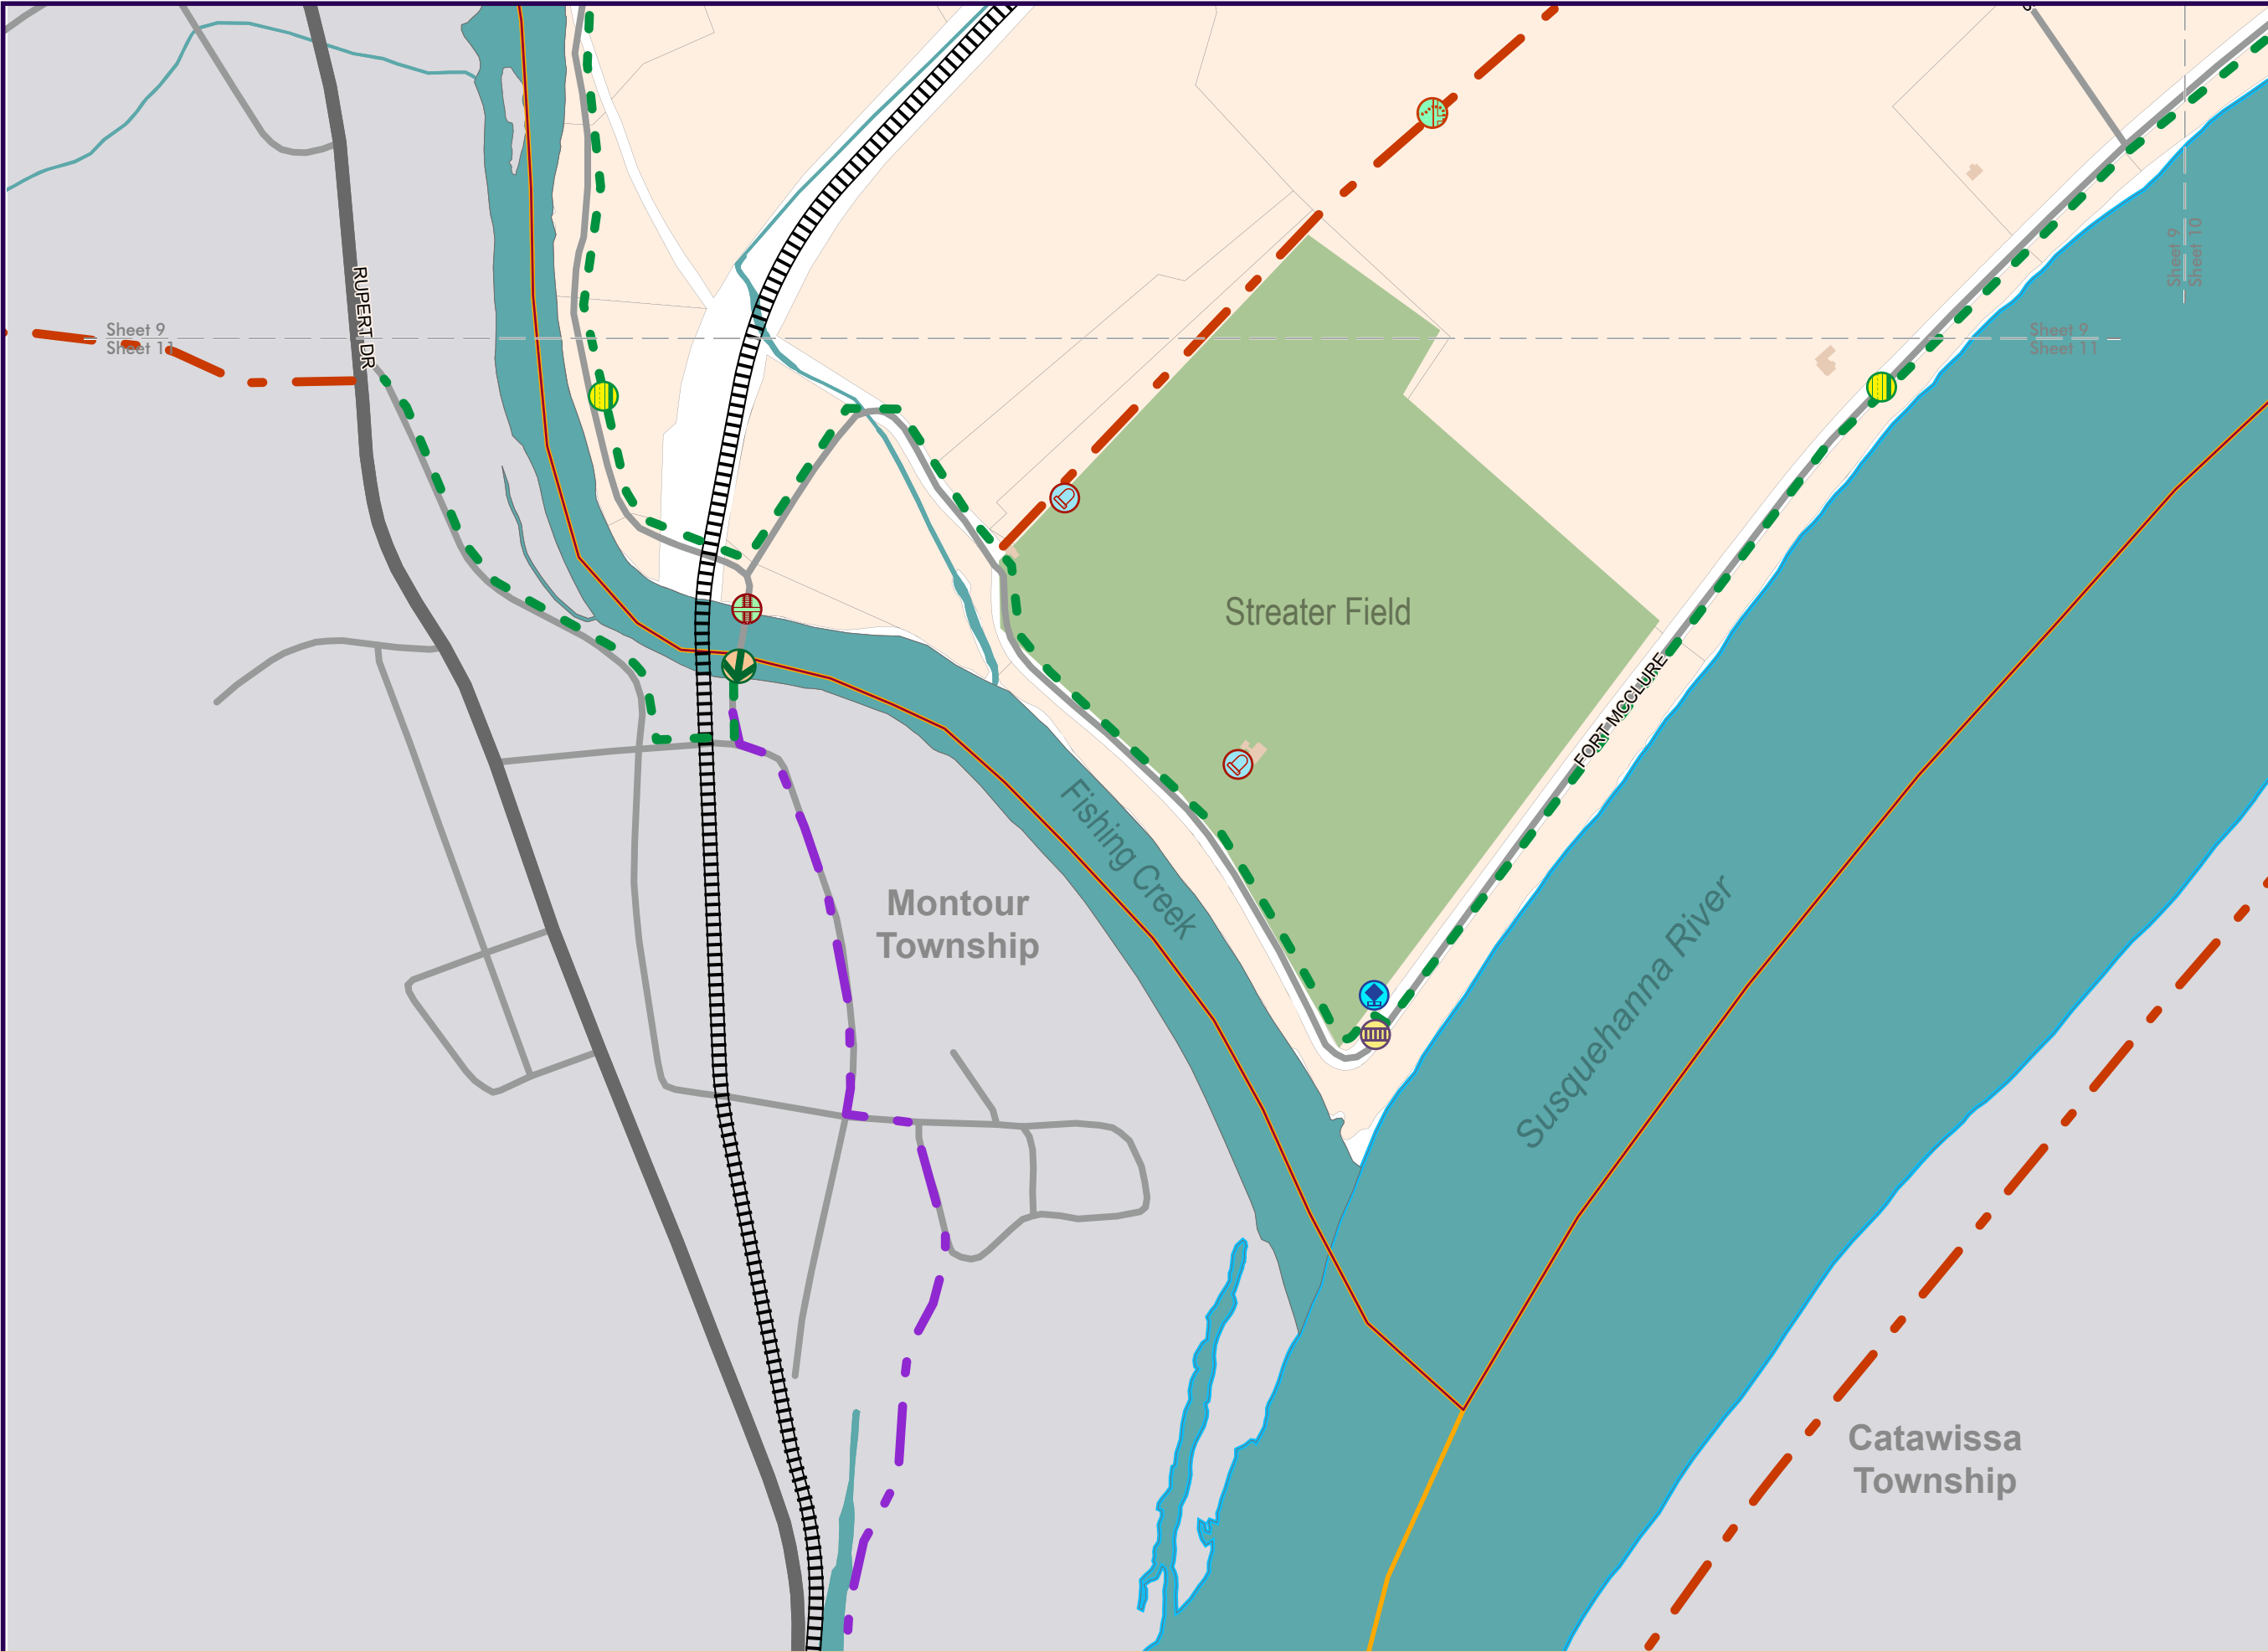 Sheet 9
Sheet 10
RUPERT DR
Sheet 9
Sheet 11
Sheet 9
Sheet 11
Streater Field
FORT MCCLURE
Fishing Creek
Montour
Township
Susquehanna River
Catawissa
Township